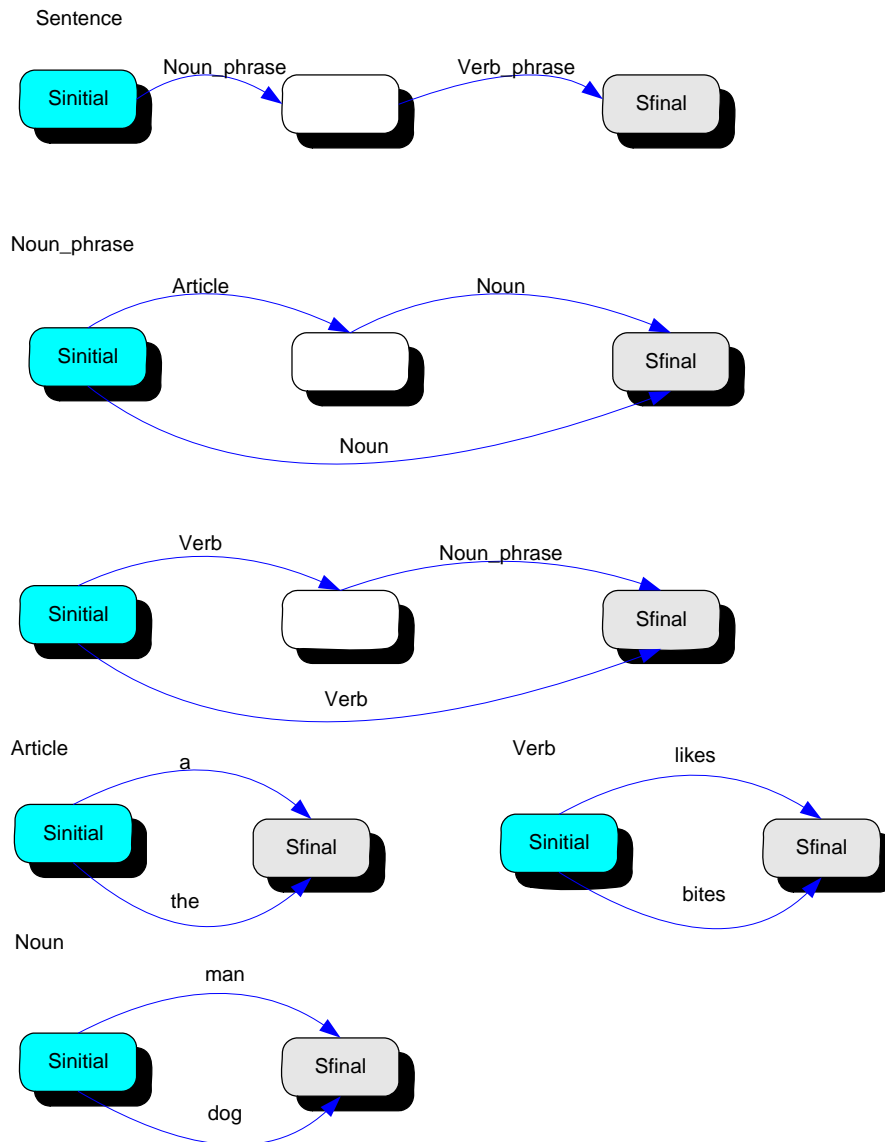 Sentence
Noun_phrase
Verb_phrase
Sinitial
Sfinal
Noun_phrase
Article
Noun
Sinitial
Sfinal
Noun
Verb
Noun_phrase
Sinitial
Sfinal
Verb
Article
a
Sinitial
Sfinal
the
Verb
likes
Sinitial
Sfinal
bites
Noun
man
Sinitial
Sfinal
dog